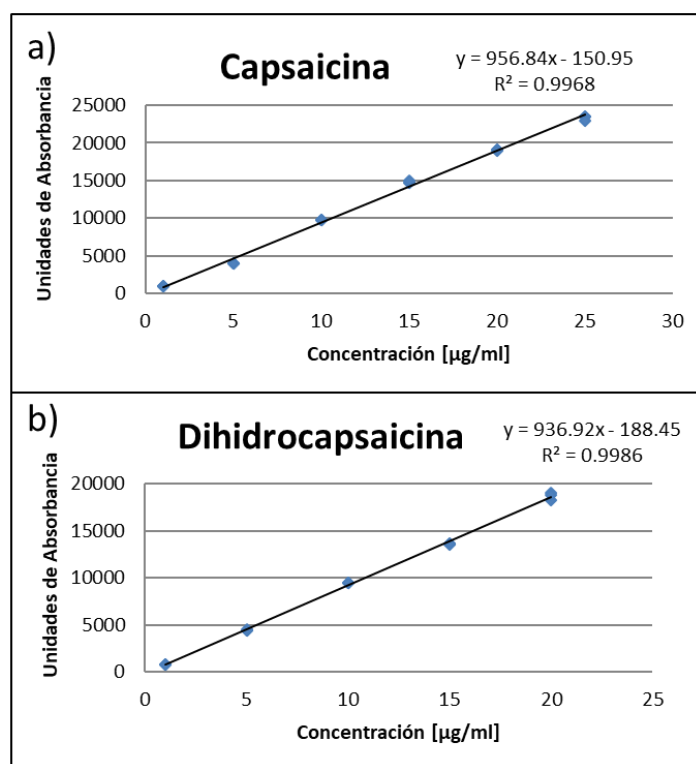 a)
Capsaicina
y = 956.84x - 150.95
R² = 0.9968
Unidades de Absorbancia
25000
20000
15000
10000
5000
0
0 5 10 15 20 25 30
Concentración [µg/ml]
b)
Dihidrocapsaicina
y = 936.92x - 188.45
R² = 0.9986
Unidades de Absorbancia
20000
15000
10000
5000
0
0 5 10 15 20 25
Concentración [µg/ml]